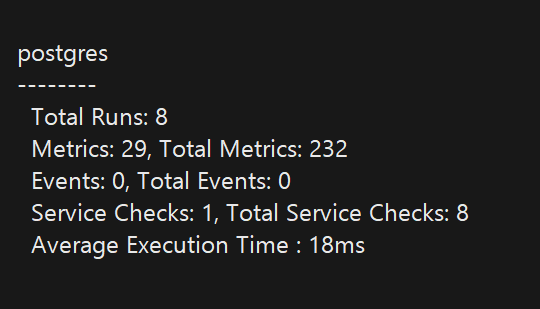 postgres
--------
Total Runs: 8
Metrics: 29, Total Metrics: 232
Events: 0, Total Events: 0
Service Checks: 1, Total Service Checks: 8
Average Execution Time : 18ms